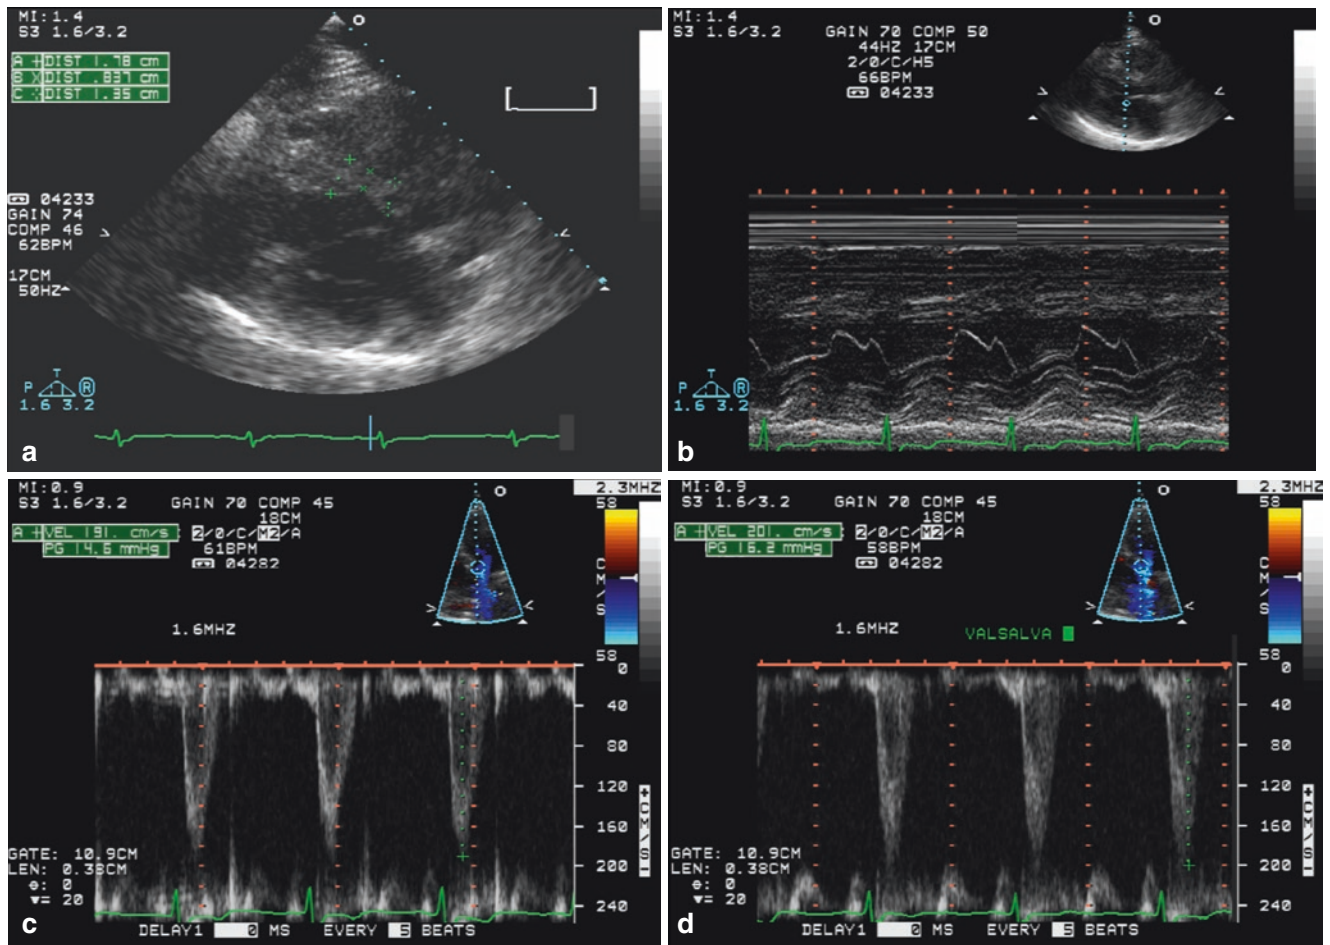 MI:1.4
S3 1.6/3.2
A + DIST 1.78 cm
B X DIST .837 cm
C DIST 1.35 cm
04233
GAIN 74
COMP 46
62BPM
17CM
50HZ
P T R
1.6 3.2
a
MI:1.4
S3 1.6/3.2
GAIN 70 COMP 50
44HZ 17CM
2/0/C/H5
66BPM
04233
P T R
1.6 3.2
b
MI:0.9
S3 1.6/3.2
GAIN 70 COMP 45
18CM
2/0/C/M2/A
61BPM
04282
A + VEL 191. cm/s
PG 14.6 mmHg
2.3MHZ
58
CM/S
58
1.6MHZ
0
40
80
120
160
200
240
+CM/S-
GATE: 10.9CM
LEN: 0.38CM
: 0
= 20
DELAY1 0 MS EVERY 5 BEATS
c
MI:0.9
S3 1.6/3.2
GAIN 70 COMP 45
18CM
2/0/C/M2/A
58BPM
04282
A + VEL 201. cm/s
PG 16.2 mmHg
2.3MHZ
58
CM/S
58
1.6MHZ
VALSALVA
0
40
80
120
160
200
240
+CM/S-
GATE: 10.9CM
LEN: 0.38CM
: 0
= 20
DELAY1 0 MS EVERY 5 BEATS
d